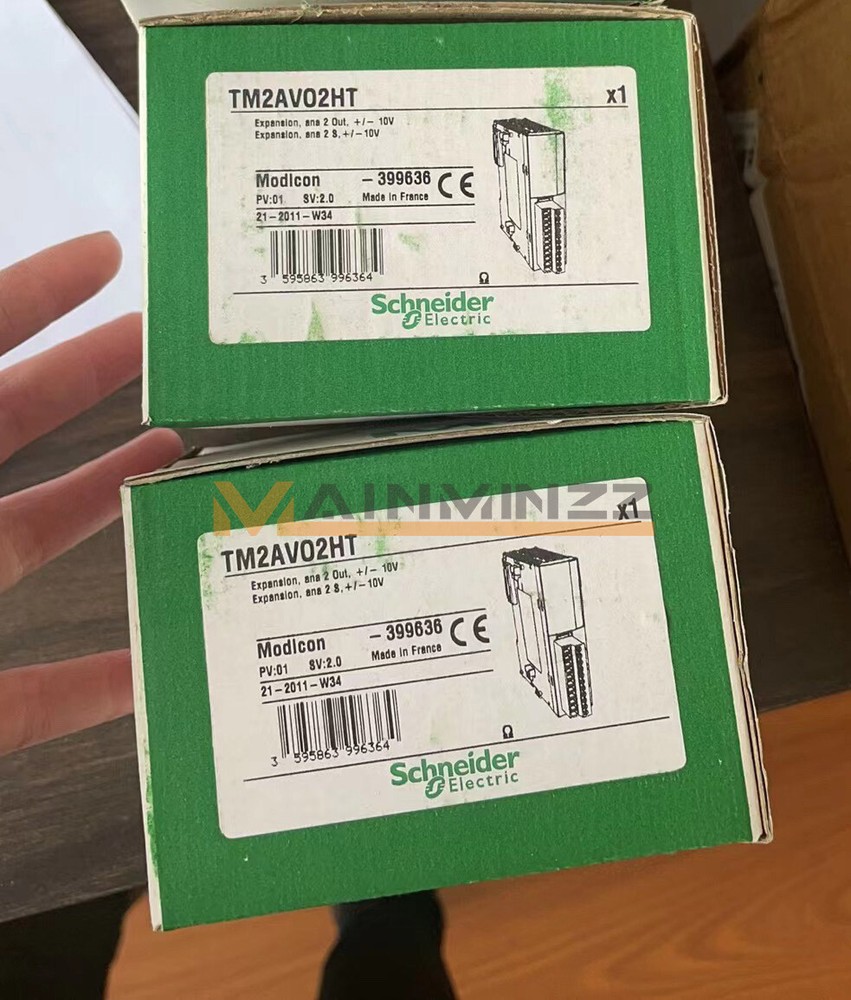 TM2AVO2HT
x1
Expansion, ana 2 Out, +/- 10V
Expansion, ana 2 S, +/- 10V
Modicon
- 399636
CE
PV:01 SV:2.0
Made in France
21-2011-W34
3 595863 996364
Schneider
Electric
MAINMINZZ
TM2AVO2HT
x1
Expansion, ana 2 Out, +/- 10V
Expansion, ana 2 S, +/- 10V
Modicon
- 399636
CE
PV:01 SV:2.0
Made in France
21-2011-W34
3 595863 996364
Schneider
Electric